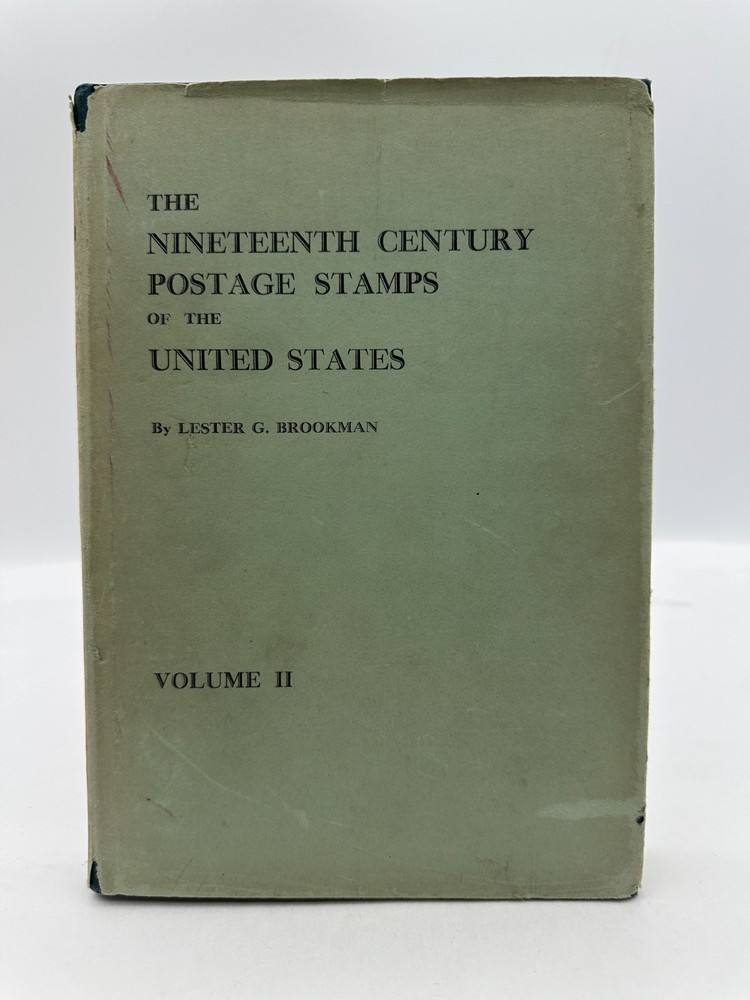 THE
NINETEENTH CENTURY
POSTAGE STAMPS
OF THE
UNITED STATES
By LESTER G. BROOKMAN
VOLUME II